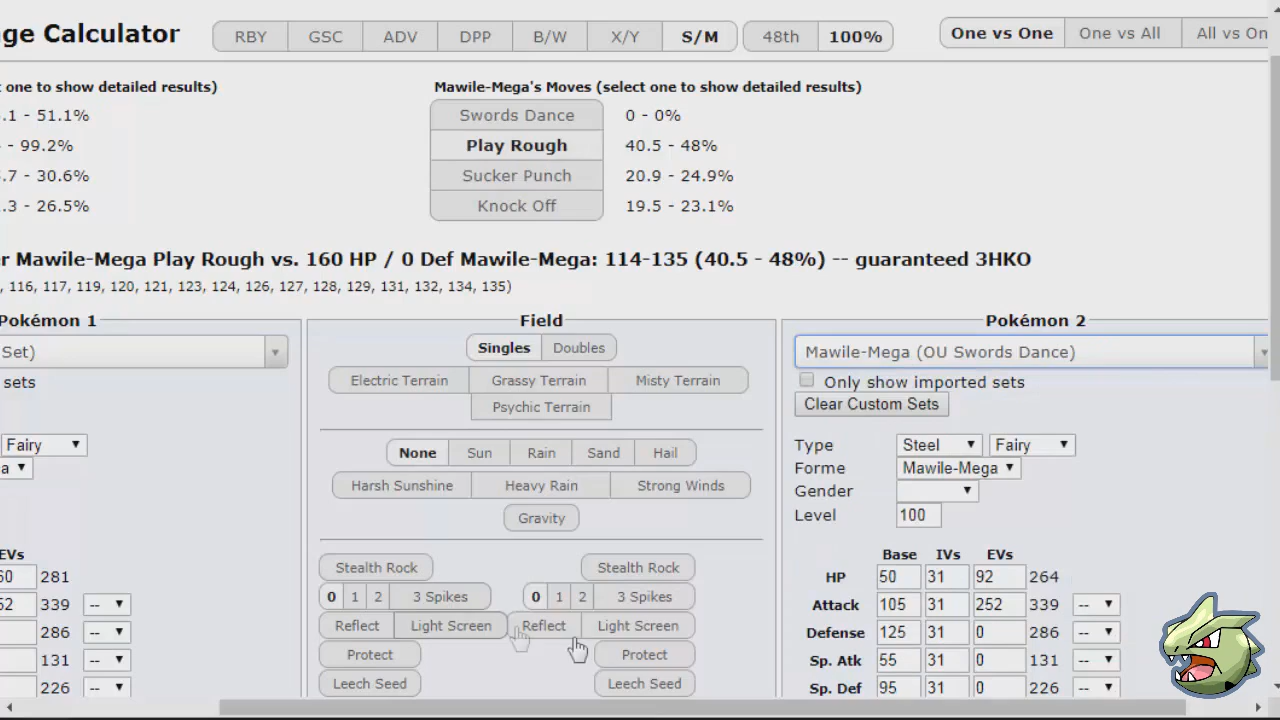 ge Calculator RBY GSC ADV DPP B/W X/Y S/M 48th 100% One vs One One vs All All vs On
t one to show detailed results) Mawile-Mega's Moves (select one to show detailed results)
.1 - 51.1% Swords Dance 0 - 0%
- 99.2% Play Rough 40.5 - 48%
.7 - 30.6% Sucker Punch 20.9 - 24.9%
.3 - 26.5% Knock Off 19.5 - 23.1%
r Mawile-Mega Play Rough vs. 160 HP / 0 Def Mawile-Mega: 114-135 (40.5 - 48%) -- guaranteed 3HKO
, 116, 117, 119, 120, 121, 123, 124, 126, 127, 128, 129, 131, 132, 134, 135)
Pokémon 1 Field Pokémon 2
Set) Singles Doubles Mawile-Mega (OU Swords Dance)
sets Electric Terrain Grassy Terrain Misty Terrain Only show imported sets
Psychic Terrain Clear Custom Sets
Fairy None Sun Rain Sand Hail Type Steel Fairy
a Forme Mawile-Mega
Harsh Sunshine Heavy Rain Strong Winds Gender
Gravity Level 100
EVs Base IVs EVs
60 281 Stealth Rock Stealth Rock HP 50 31 92 264
52 339 -- 0 1 2 3 Spikes 0 1 2 3 Spikes Attack 105 31 252 339 --
286 -- Reflect Light Screen Reflect Light Screen Defense 125 31 0 286 --
131 -- Protect Protect Sp. Atk 55 31 0 131 --
226 -- Leech Seed Leech Seed Sp. Def 95 31 0 226 --